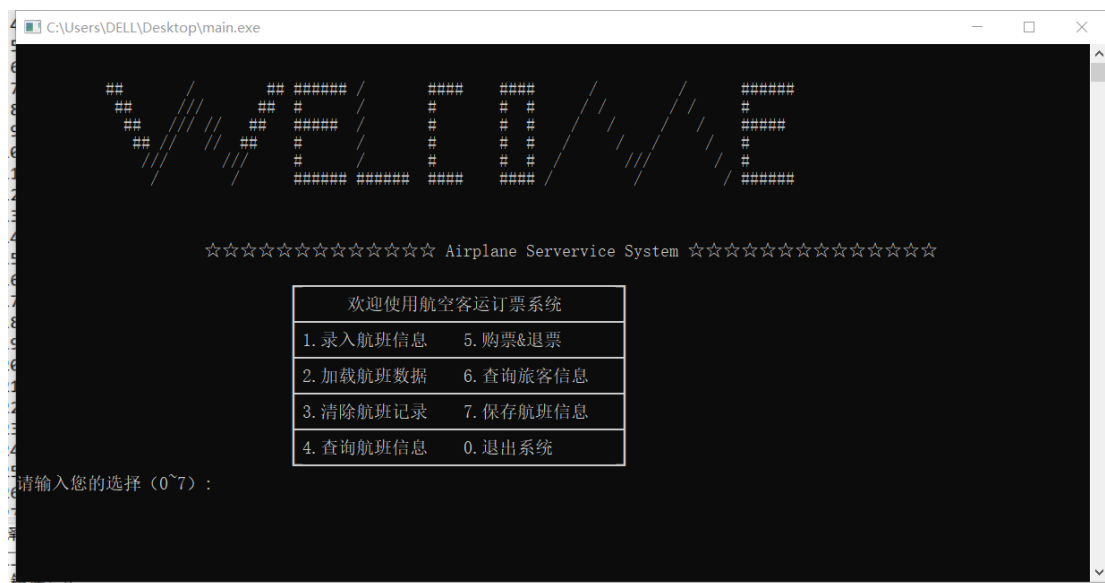 C:\Users\DELL\Desktop\main.exe
WELCOME
☆☆☆☆☆☆☆☆☆☆☆☆☆ Airplane Servervice System ☆☆☆☆☆☆☆☆☆☆☆☆☆☆
欢迎使用航空客运订票系统
1.录入航班信息 5.购票&退票
2.加载航班数据 6.查询旅客信息
3.清除航班记录 7.保存航班信息
4.查询航班信息 0.退出系统
请输入您的选择（0~7）: